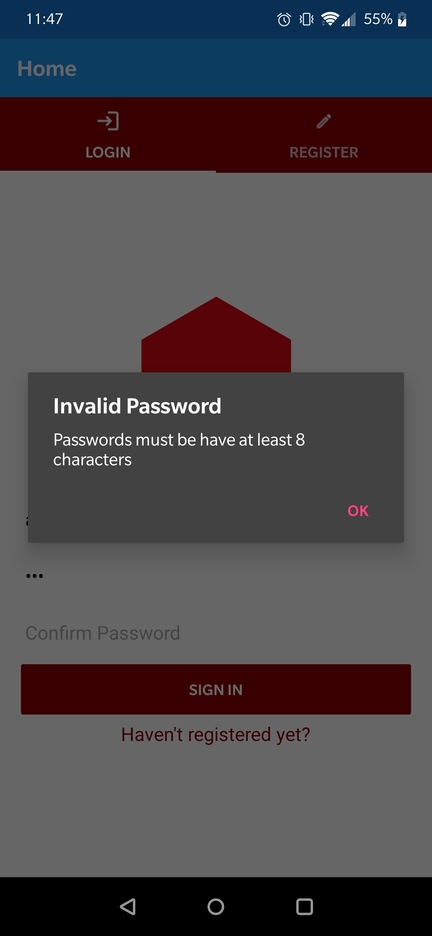 11:47
55%
Home
LOGIN
REGISTER
Invalid Password
Passwords must be have at least 8
characters
OK
•••
Confirm Password
SIGN IN
Haven't registered yet?